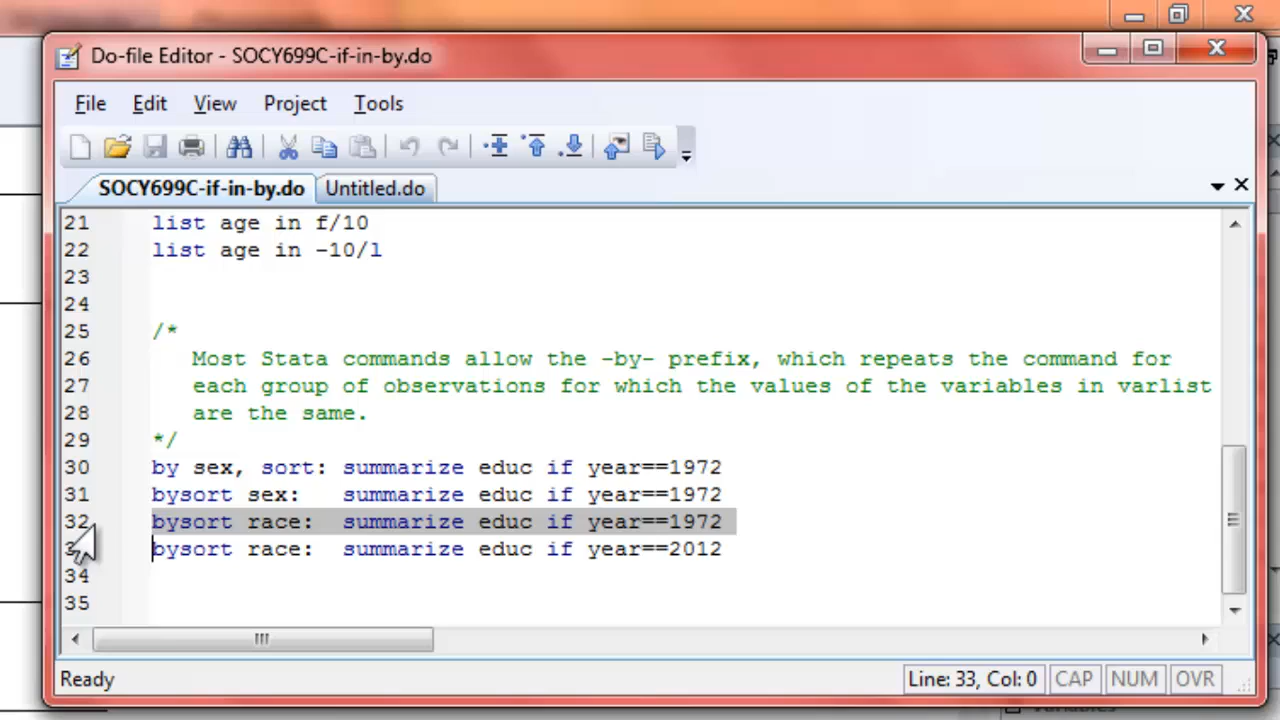 Do-file Editor - SOCY699C-if-in-by.do
File Edit View Project Tools
SOCY699C-if-in-by.do Untitled.do
21 list age in f/10
22 list age in -10/l
23
24
25 /*
26 Most Stata commands allow the -by- prefix, which repeats the command for
27 each group of observations for which the values of the variables in varlist
28 are the same.
29 */
30 by sex, sort: summarize educ if year==1972
31 bysort sex: summarize educ if year==1972
32 bysort race: summarize educ if year==1972
bysort race: summarize educ if year==2012
34
35
Ready Line: 33, Col: 0 CAP NUM OVR
Variables